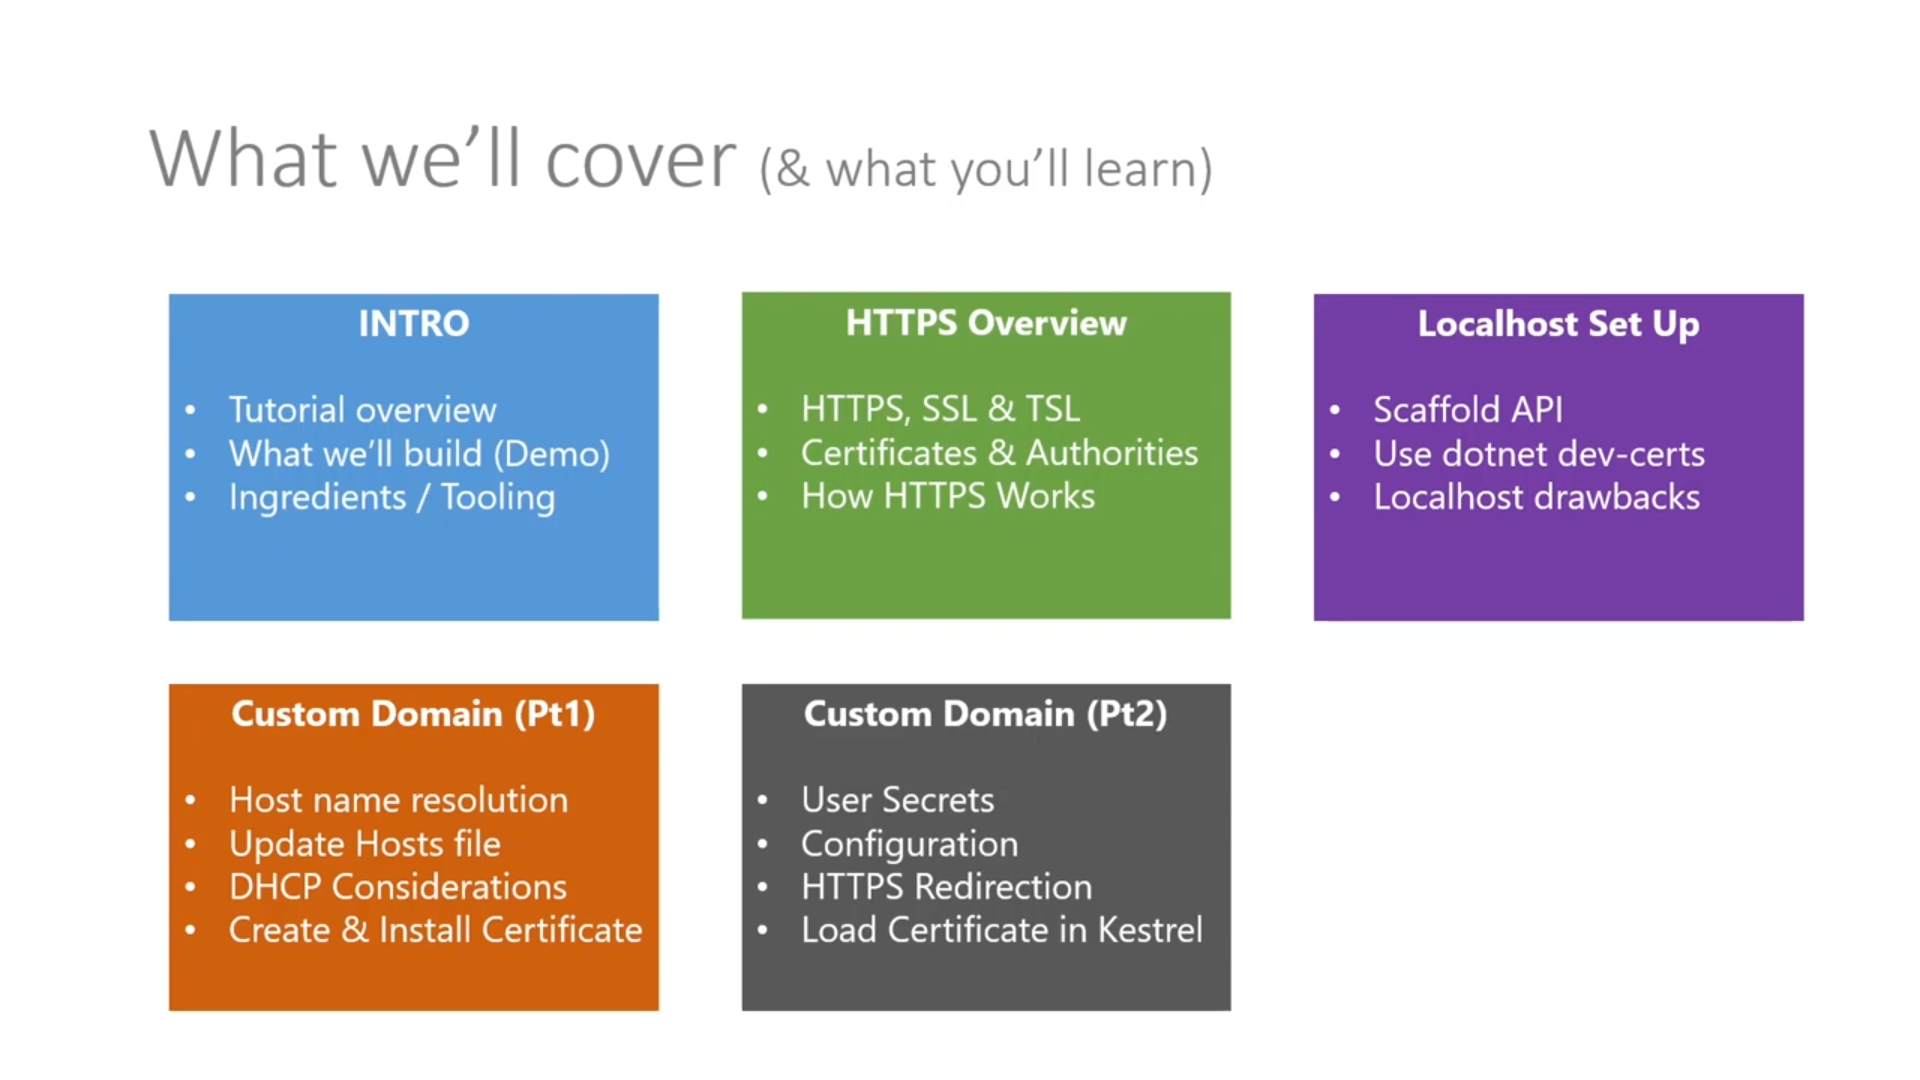 What we’ll cover (& what you’ll learn)
INTRO
• Tutorial overview
• What we’ll build (Demo)
• Ingredients / Tooling
HTTPS Overview
• HTTPS, SSL & TSL
• Certificates & Authorities
• How HTTPS Works
Localhost Set Up
• Scaffold API
• Use dotnet dev-certs
• Localhost drawbacks
Custom Domain (Pt1)
• Host name resolution
• Update Hosts file
• DHCP Considerations
• Create & Install Certificate
Custom Domain (Pt2)
• User Secrets
• Configuration
• HTTPS Redirection
• Load Certificate in Kestrel